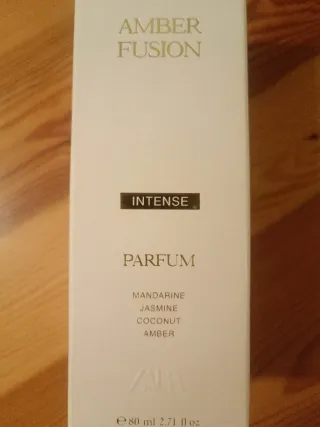 AMBER
FUSION
INTENSE
PARFUM
MANDARINE
JASMINE
COCONUT
AMBER
ZARA
℮ 80 ml 2.71 fl oz